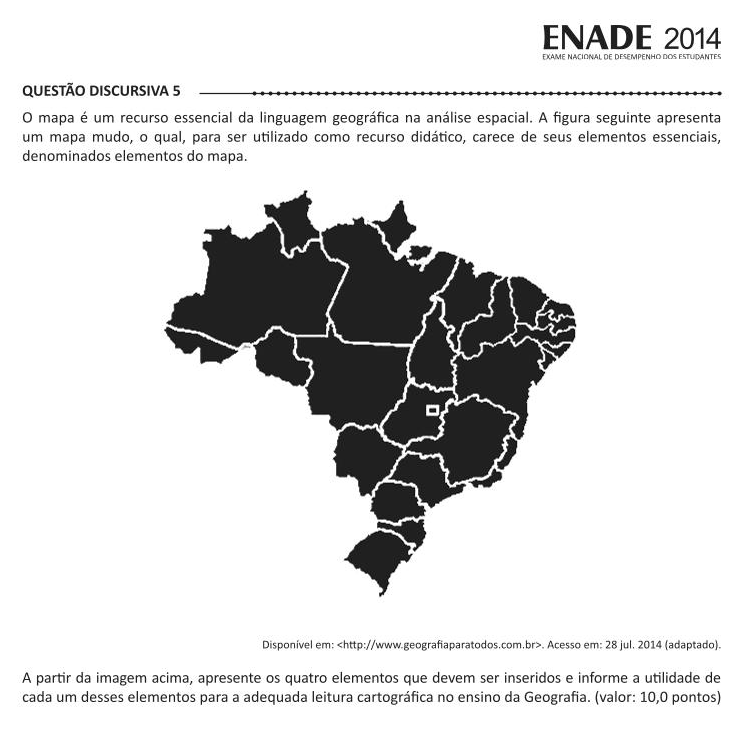 ENADE 2014
EXAME NACIONAL DE DESEMPENHO DOS ESTUDANTES
QUESTÃO DISCURSIVA 5
O mapa é um recurso essencial da linguagem geográfica na análise espacial. A figura seguinte apresenta
um mapa mudo, o qual, para ser utilizado como recurso didático, carece de seus elementos essenciais,
denominados elementos do mapa.
Disponível em: <http://www.geografiaparatodos.com.br>. Acesso em: 28 jul. 2014 (adaptado).
A partir da imagem acima, apresente os quatro elementos que devem ser inseridos e informe a utilidade de
cada um desses elementos para a adequada leitura cartográfica no ensino da Geografia. (valor: 10,0 pontos)